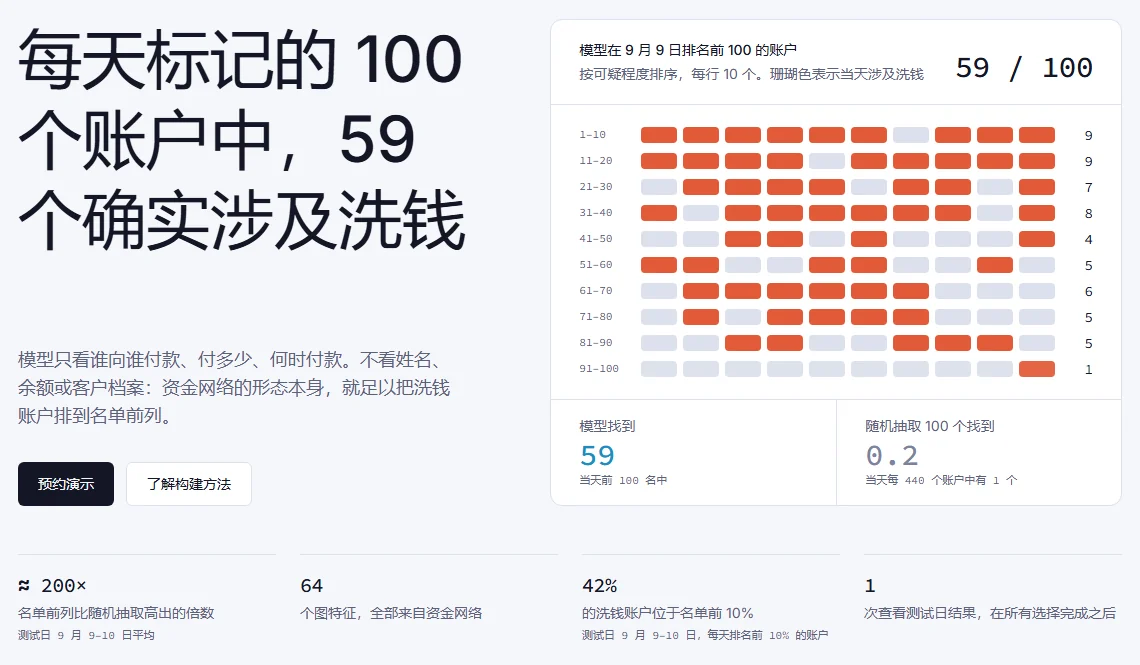 每天标记的 100
个账户中，59
个确实涉及洗钱
模型只看谁向谁付款、付多少、何时付款。不看姓名、
余额或客户档案：资金网络的形态本身，就足以把洗钱
账户排到名单前列。
预约演示
了解构建方法
模型在 9 月 9 日排名前 100 的账户
按可疑程度排序，每行 10 个。珊瑚色表示当天涉及洗钱
59 / 100
1–10 9
11–20 9
21–30 7
31–40 8
41–50 4
51–60 5
61–70 6
71–80 5
81–90 5
91–100 1
模型找到
59
当天前 100 名中
随机抽取 100 个找到
0.2
当天每 440 个账户中有 1 个
≈ 200×
名单前列比随机抽取高出的倍数
测试日 9 月 9–10 日平均
64
个图特征，全部来自资金网络
42%
的洗钱账户位于名单前 10%
测试日 9 月 9–10 日，每天排名前 10% 的账户
1
次查看测试日结果，在所有选择完成之后